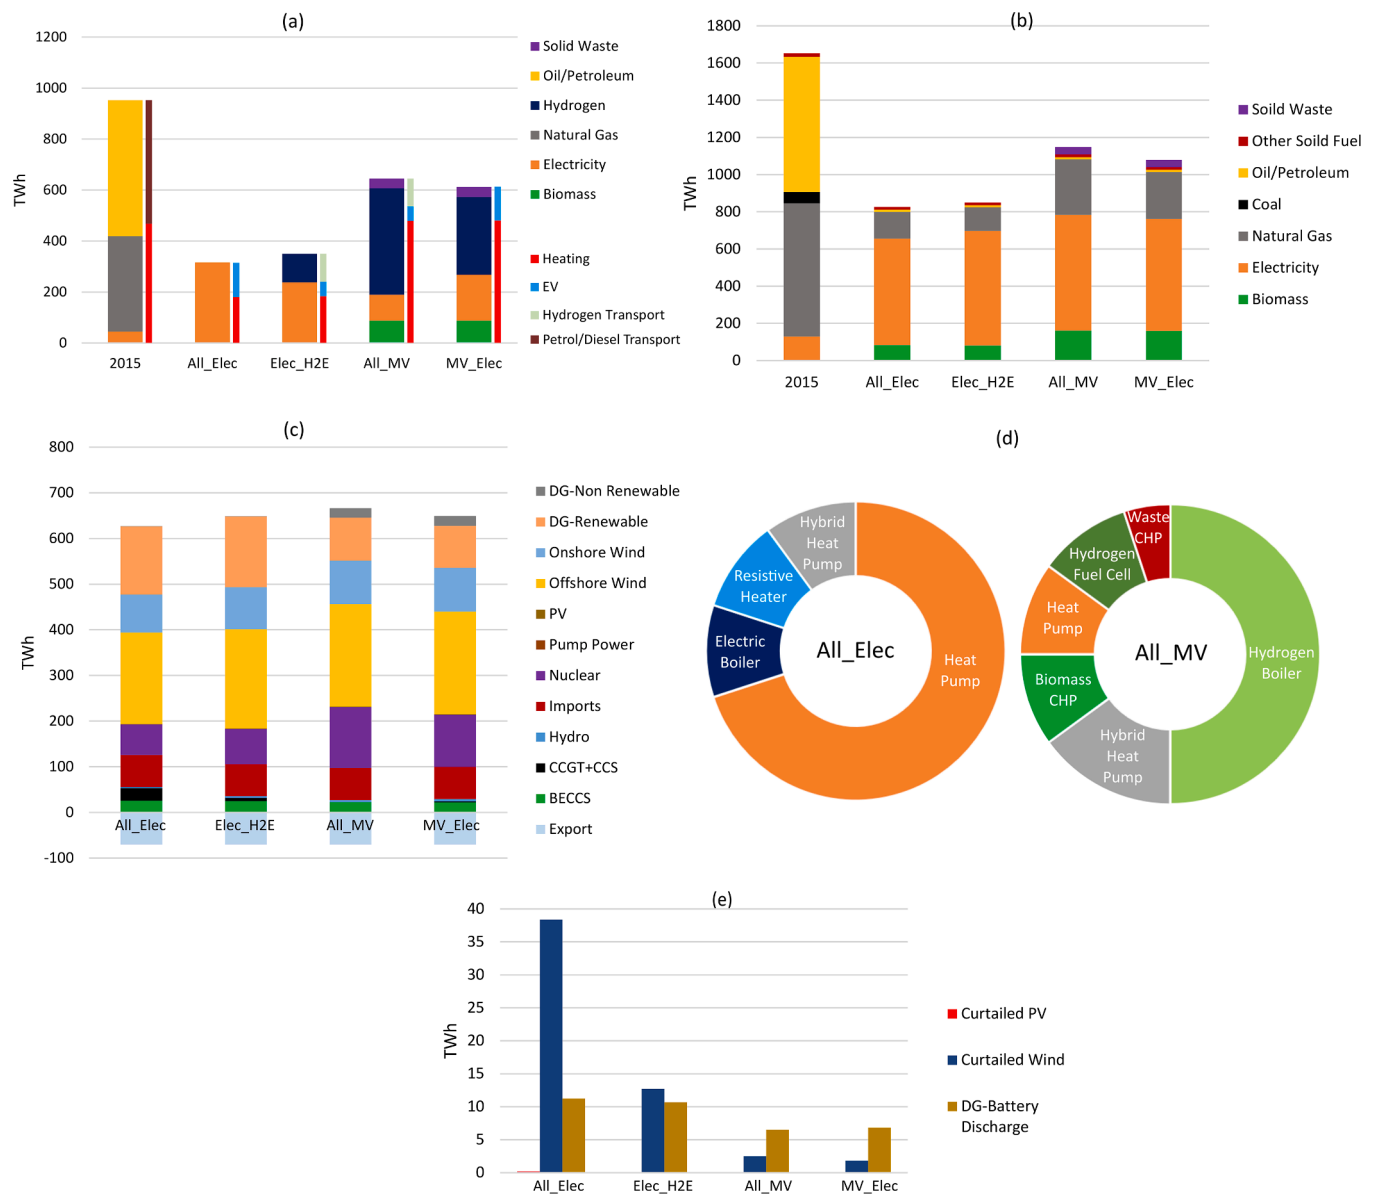 (a)
1200
1000
800
600
400
200
0
TWh
2015
All_Elec
Elec_H2E
All_MV
MV_Elec
Solid Waste
Oil/Petroleum
Hydrogen
Natural Gas
Electricity
Biomass
Heating
EV
Hydrogen Transport
Petrol/Diesel Transport
(b)
1800
1600
1400
1200
1000
800
600
400
200
0
TWh
2015
All_Elec
Elec_H2E
All_MV
MV_Elec
Soild Waste
Other Soild Fuel
Oil/Petroleum
Coal
Natural Gas
Electricity
Biomass
(c)
800
700
600
500
400
300
200
100
0
-100
TWh
All_Elec
Elec_H2E
All_MV
MV_Elec
DG-Non Renewable
DG-Renewable
Onshore Wind
Offshore Wind
PV
Pump Power
Nuclear
Imports
Hydro
CCGT+CCS
BECCS
Export
(d)
Hybrid
Heat
Pump
Resistive
Heater
Electric
Boiler
All_Elec
Heat
Pump
Waste
CHP
Hydrogen
Fuel Cell
Heat
Pump
Biomass
CHP
Hybrid
Heat
Pump
All_MV
Hydrogen
Boiler
(e)
40
35
30
25
20
15
10
5
0
TWh
All_Elec
Elec_H2E
All_MV
MV_Elec
Curtailed PV
Curtailed Wind
DG-Battery
Discharge